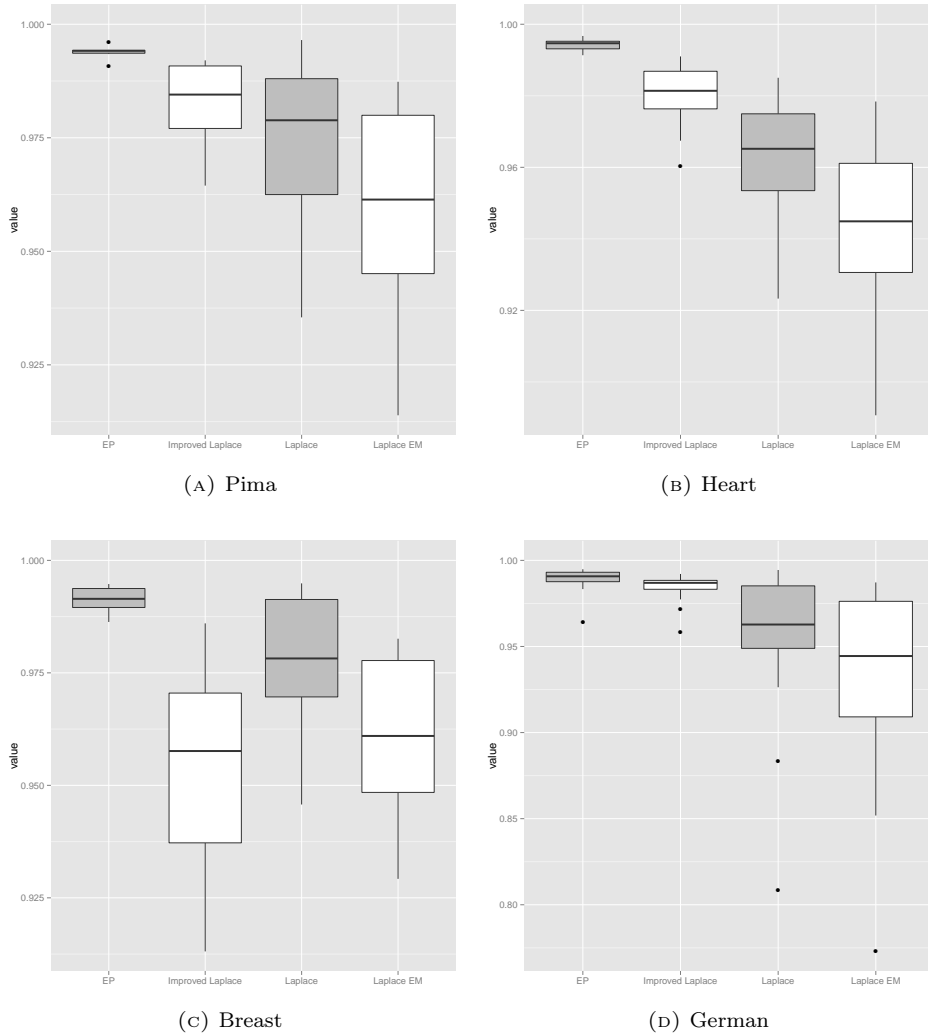 1.000
0.975
0.950
0.925
value
EP Improved Laplace Laplace Laplace EM
(A) Pima
1.00
0.96
0.92
value
EP Improved Laplace Laplace Laplace EM
(B) Heart
1.000
0.975
0.950
0.925
value
EP Improved Laplace Laplace Laplace EM
(C) Breast
1.00
0.95
0.90
0.85
0.80
value
EP Improved Laplace Laplace Laplace EM
(D) German